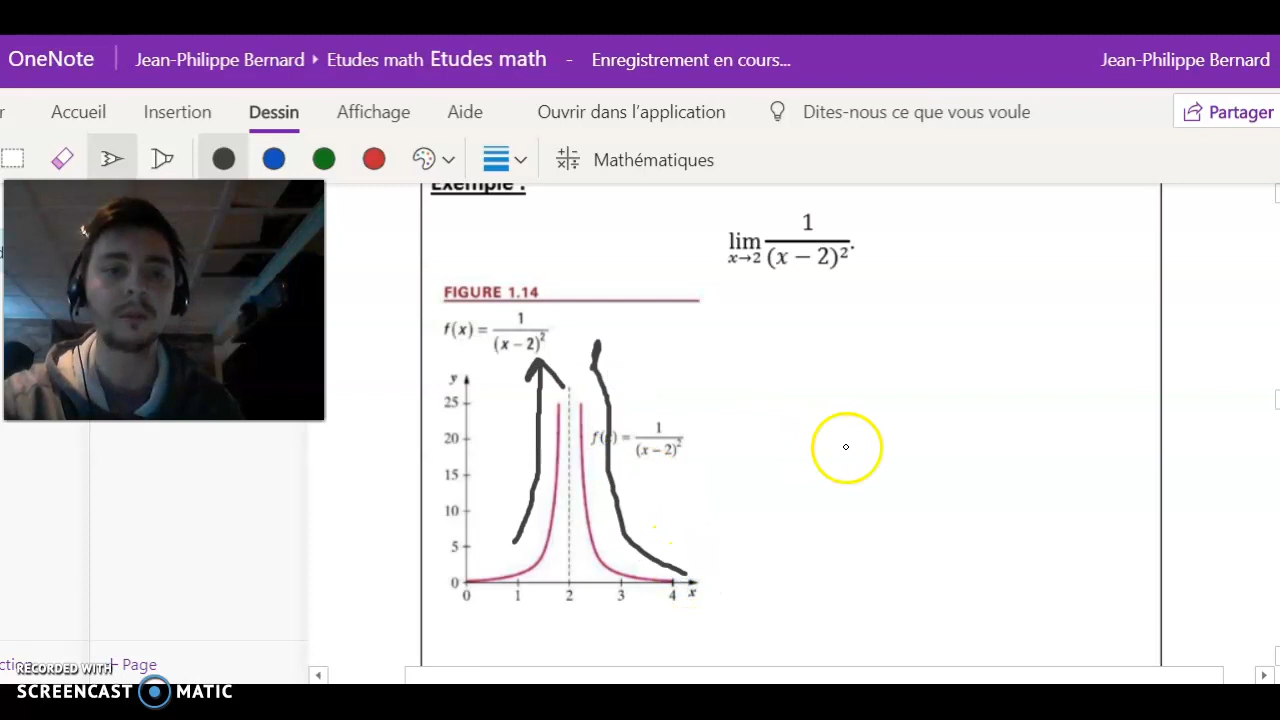 OneNote Jean-Philippe Bernard Etudes math Etudes math - Enregistrement en cours... Jean-Philippe Bernard
r Accueil Insertion Dessin Affichage Aide Ouvrir dans l'application Dites-nous ce que vous voulez Partager
Mathématiques
Exemple :
lim x→2 1/(x − 2)².
FIGURE 1.14
f(x) = 1/(x − 2)²
y
25
20
f(x) = 1/(x − 2)²
15
10
5
0
0 1 2 3 4 x
ction + Page
RECORDED WITH
SCREENCAST MATIC